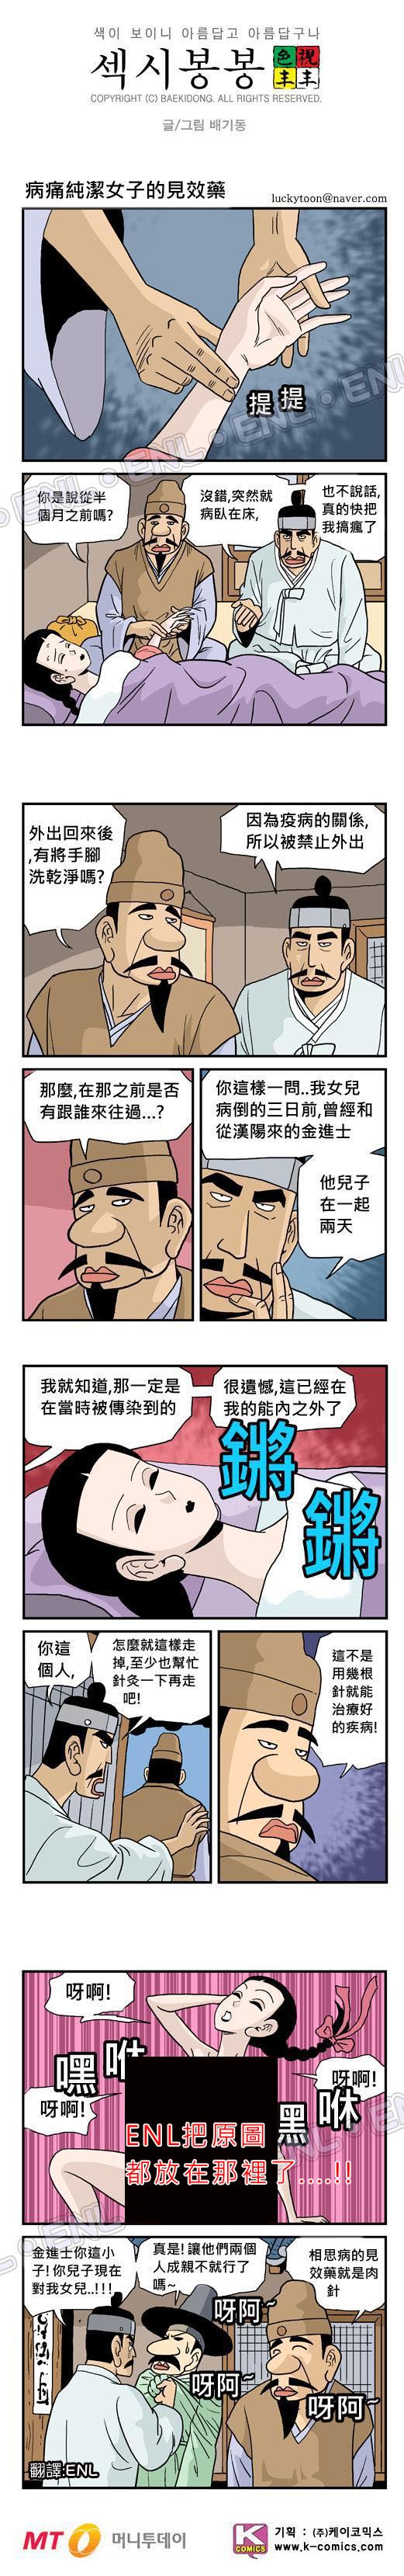 색이 보이니 아름답고 아름답구나
섹시봉봉
色視
丰丰
COPYRIGHT (C) BAEKIDONG. ALL RIGHTS RESERVED.
글/그림 배기동
病痛純潔女子的見效藥
luckytoon@naver.com
提 提
你是說從半
個月之前嗎?
沒錯,突然就
病臥在床,
也不說話,
真的快把
我搞瘋了
外出回來後
,有將手腳
洗乾淨嗎?
因為疫病的關係,
所以被禁止外出
那麼,在那之前是否
有跟誰來往過...?
你這樣一問..我女兒
病倒的三日前,曾經和
從漢陽來的金進士
他兒子
在一起
兩天
我就知道,那一定是
在當時被傳染到的
很遺憾,這已經在
我的能內之外了
鏘
鏘
你這
個人,
怎麼就這樣走
掉,至少也幫忙
針灸一下再走
吧!
這不是
用幾根
針就能
治療好
的疾病!
呀啊!
嘿 咻
呀啊!
呀啊!
黑 咻
ENL把原圖
都放在那裡了....!!
金進士你這小
子! 你兒子現在
對我女兒..!!!
真是! 讓他們兩個
人成親不就行了
嗎~
相思病的見
效藥就是肉
針
呀阿~
呀阿~
呀阿~
翻譯:ENL
MT 머니투데이
K COMICS
기획 : (주)케이코믹스
www.k-comics.com